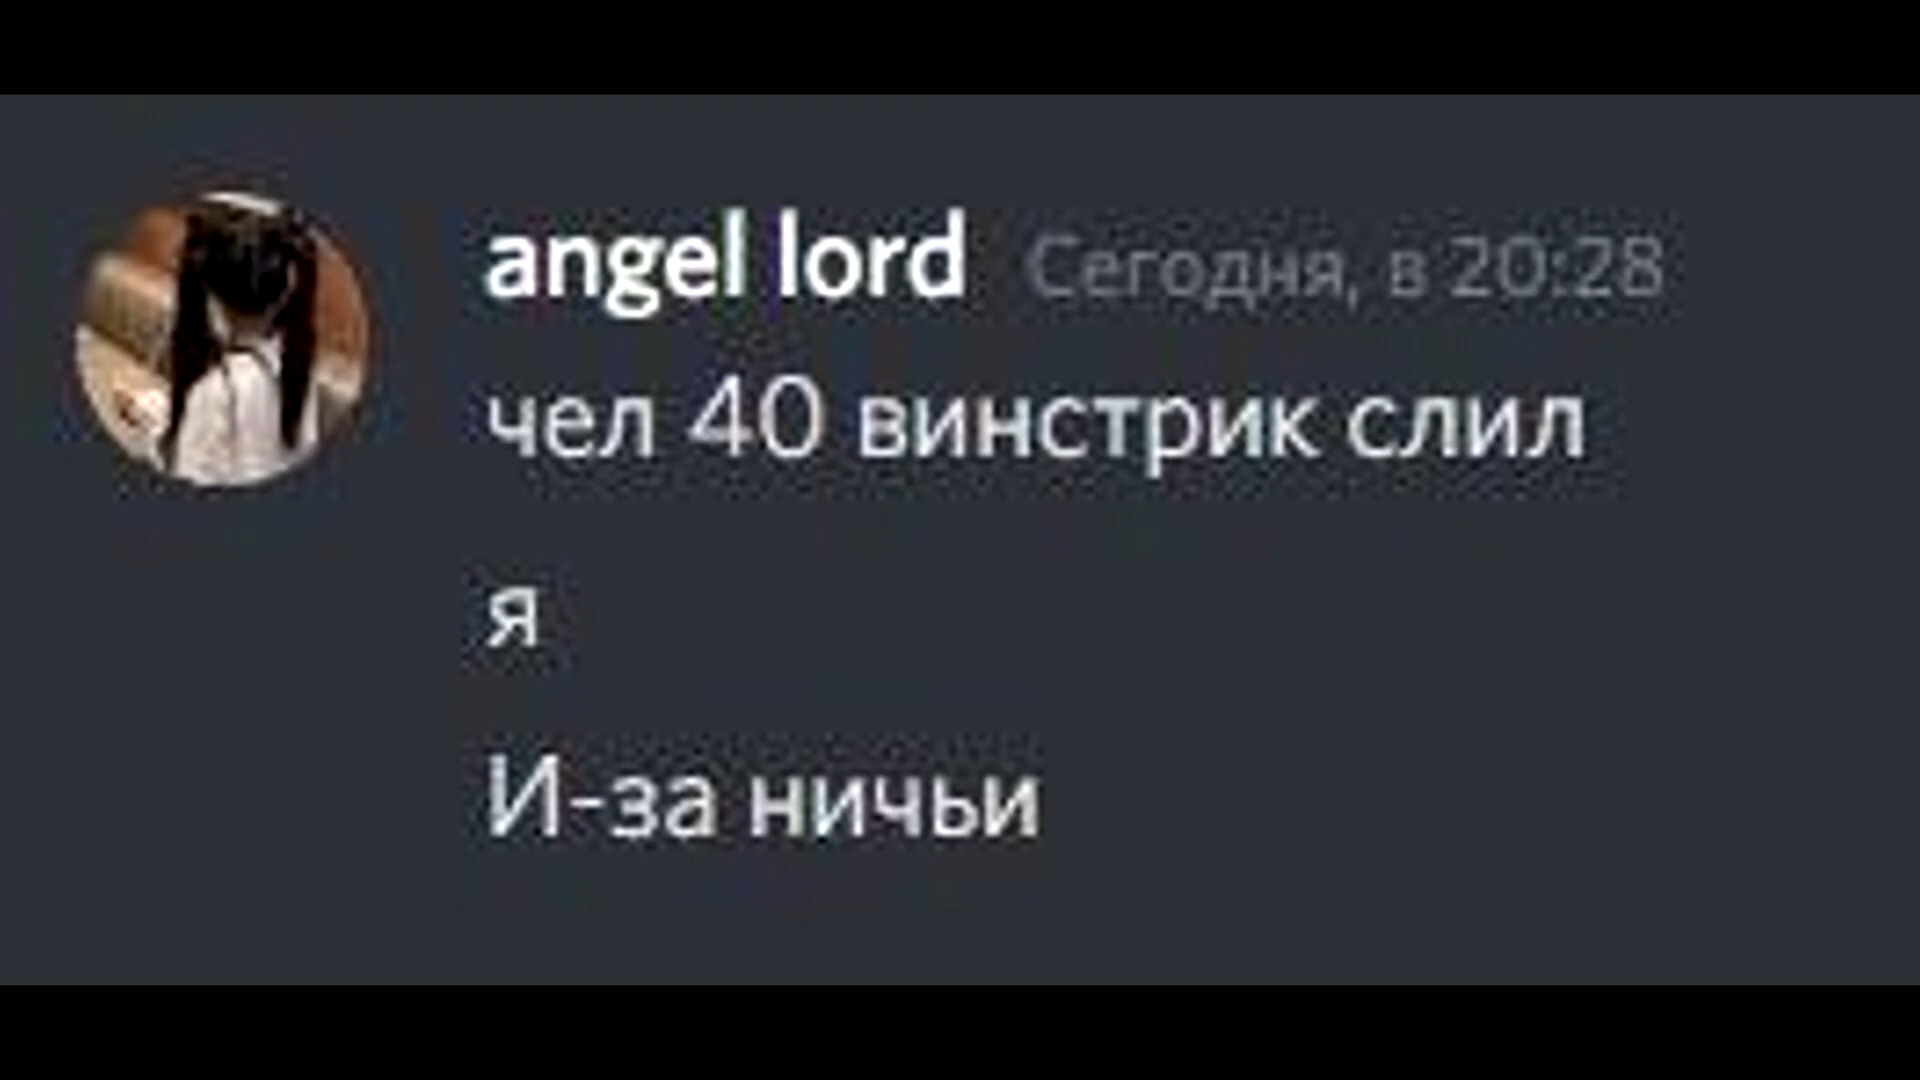 angel lord Сегодня, в 20:28
чел 40 винстрик слил
я
И-за ничьи